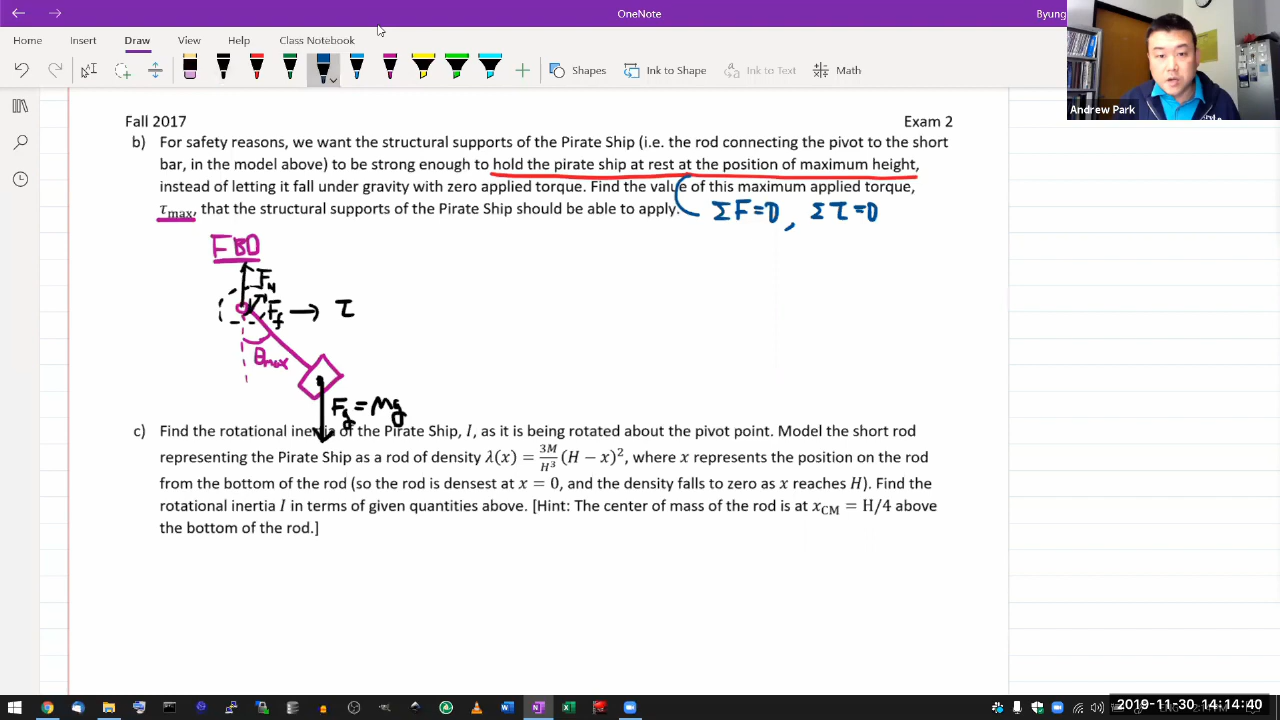 OneNote
Byung
Home Insert Draw View Help Class Notebook
Shapes Ink to Shape Ink to Text Math
Andrew Park
Fall 2017 Exam 2
b) For safety reasons, we want the structural supports of the Pirate Ship (i.e. the rod connecting the pivot to the short
bar, in the model above) to be strong enough to hold the pirate ship at rest at the position of maximum height,
instead of letting it fall under gravity with zero applied torque. Find the value of this maximum applied torque,
τmax, that the structural supports of the Pirate Ship should be able to apply.
ΣF=0, Στ=0
FBD
FN
Ff → τ
θmax
Fg = Mg
c) Find the rotational inertia of the Pirate Ship, I, as it is being rotated about the pivot point. Model the short rod
representing the Pirate Ship as a rod of density λ(x) = 3M/H³ (H − x)², where x represents the position on the rod
from the bottom of the rod (so the rod is densest at x = 0, and the density falls to zero as x reaches H). Find the
rotational inertia I in terms of given quantities above. [Hint: The center of mass of the rod is at xCM = H/4 above
the bottom of the rod.]
2019-11-30 14:14:40